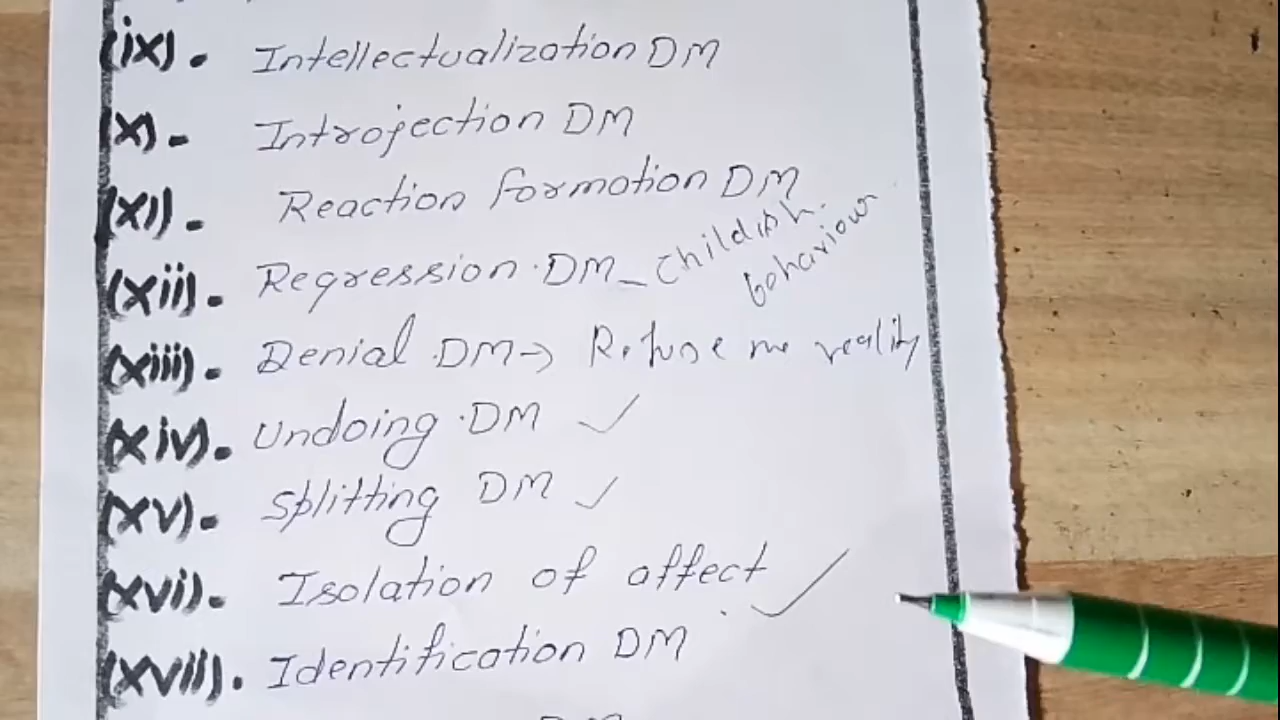 (ix). Intellectualization DM
(x). Introjection DM
(xi). Reaction formation DM
(xii). Regression DM - childish behaviour
(xiii). Denial DM → Refuse reality
(xiv). Undoing DM ✓
(xv). Splitting DM ✓
(xvi). Isolation of affect ✓
(xvii). Identification DM
DM